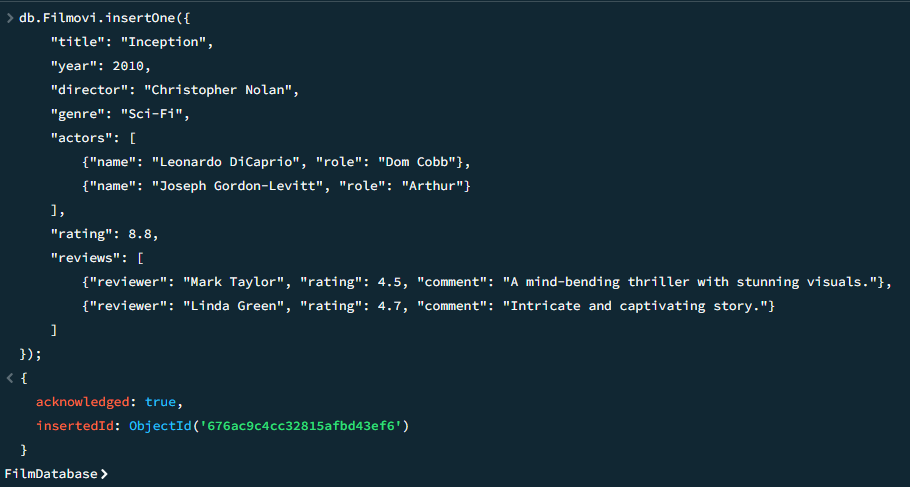 > db.Filmovi.insertOne({
"title": "Inception",
"year": 2010,
"director": "Christopher Nolan",
"genre": "Sci-Fi",
"actors": [
{"name": "Leonardo DiCaprio", "role": "Dom Cobb"},
{"name": "Joseph Gordon-Levitt", "role": "Arthur"}
],
"rating": 8.8,
"reviews": [
{"reviewer": "Mark Taylor", "rating": 4.5, "comment": "A mind-bending thriller with stunning visuals."},
{"reviewer": "Linda Green", "rating": 4.7, "comment": "Intricate and captivating story."}
]
});
< {
acknowledged: true,
insertedId: ObjectId('676ac9c4cc32815afbd43ef6')
}
FilmDatabase>